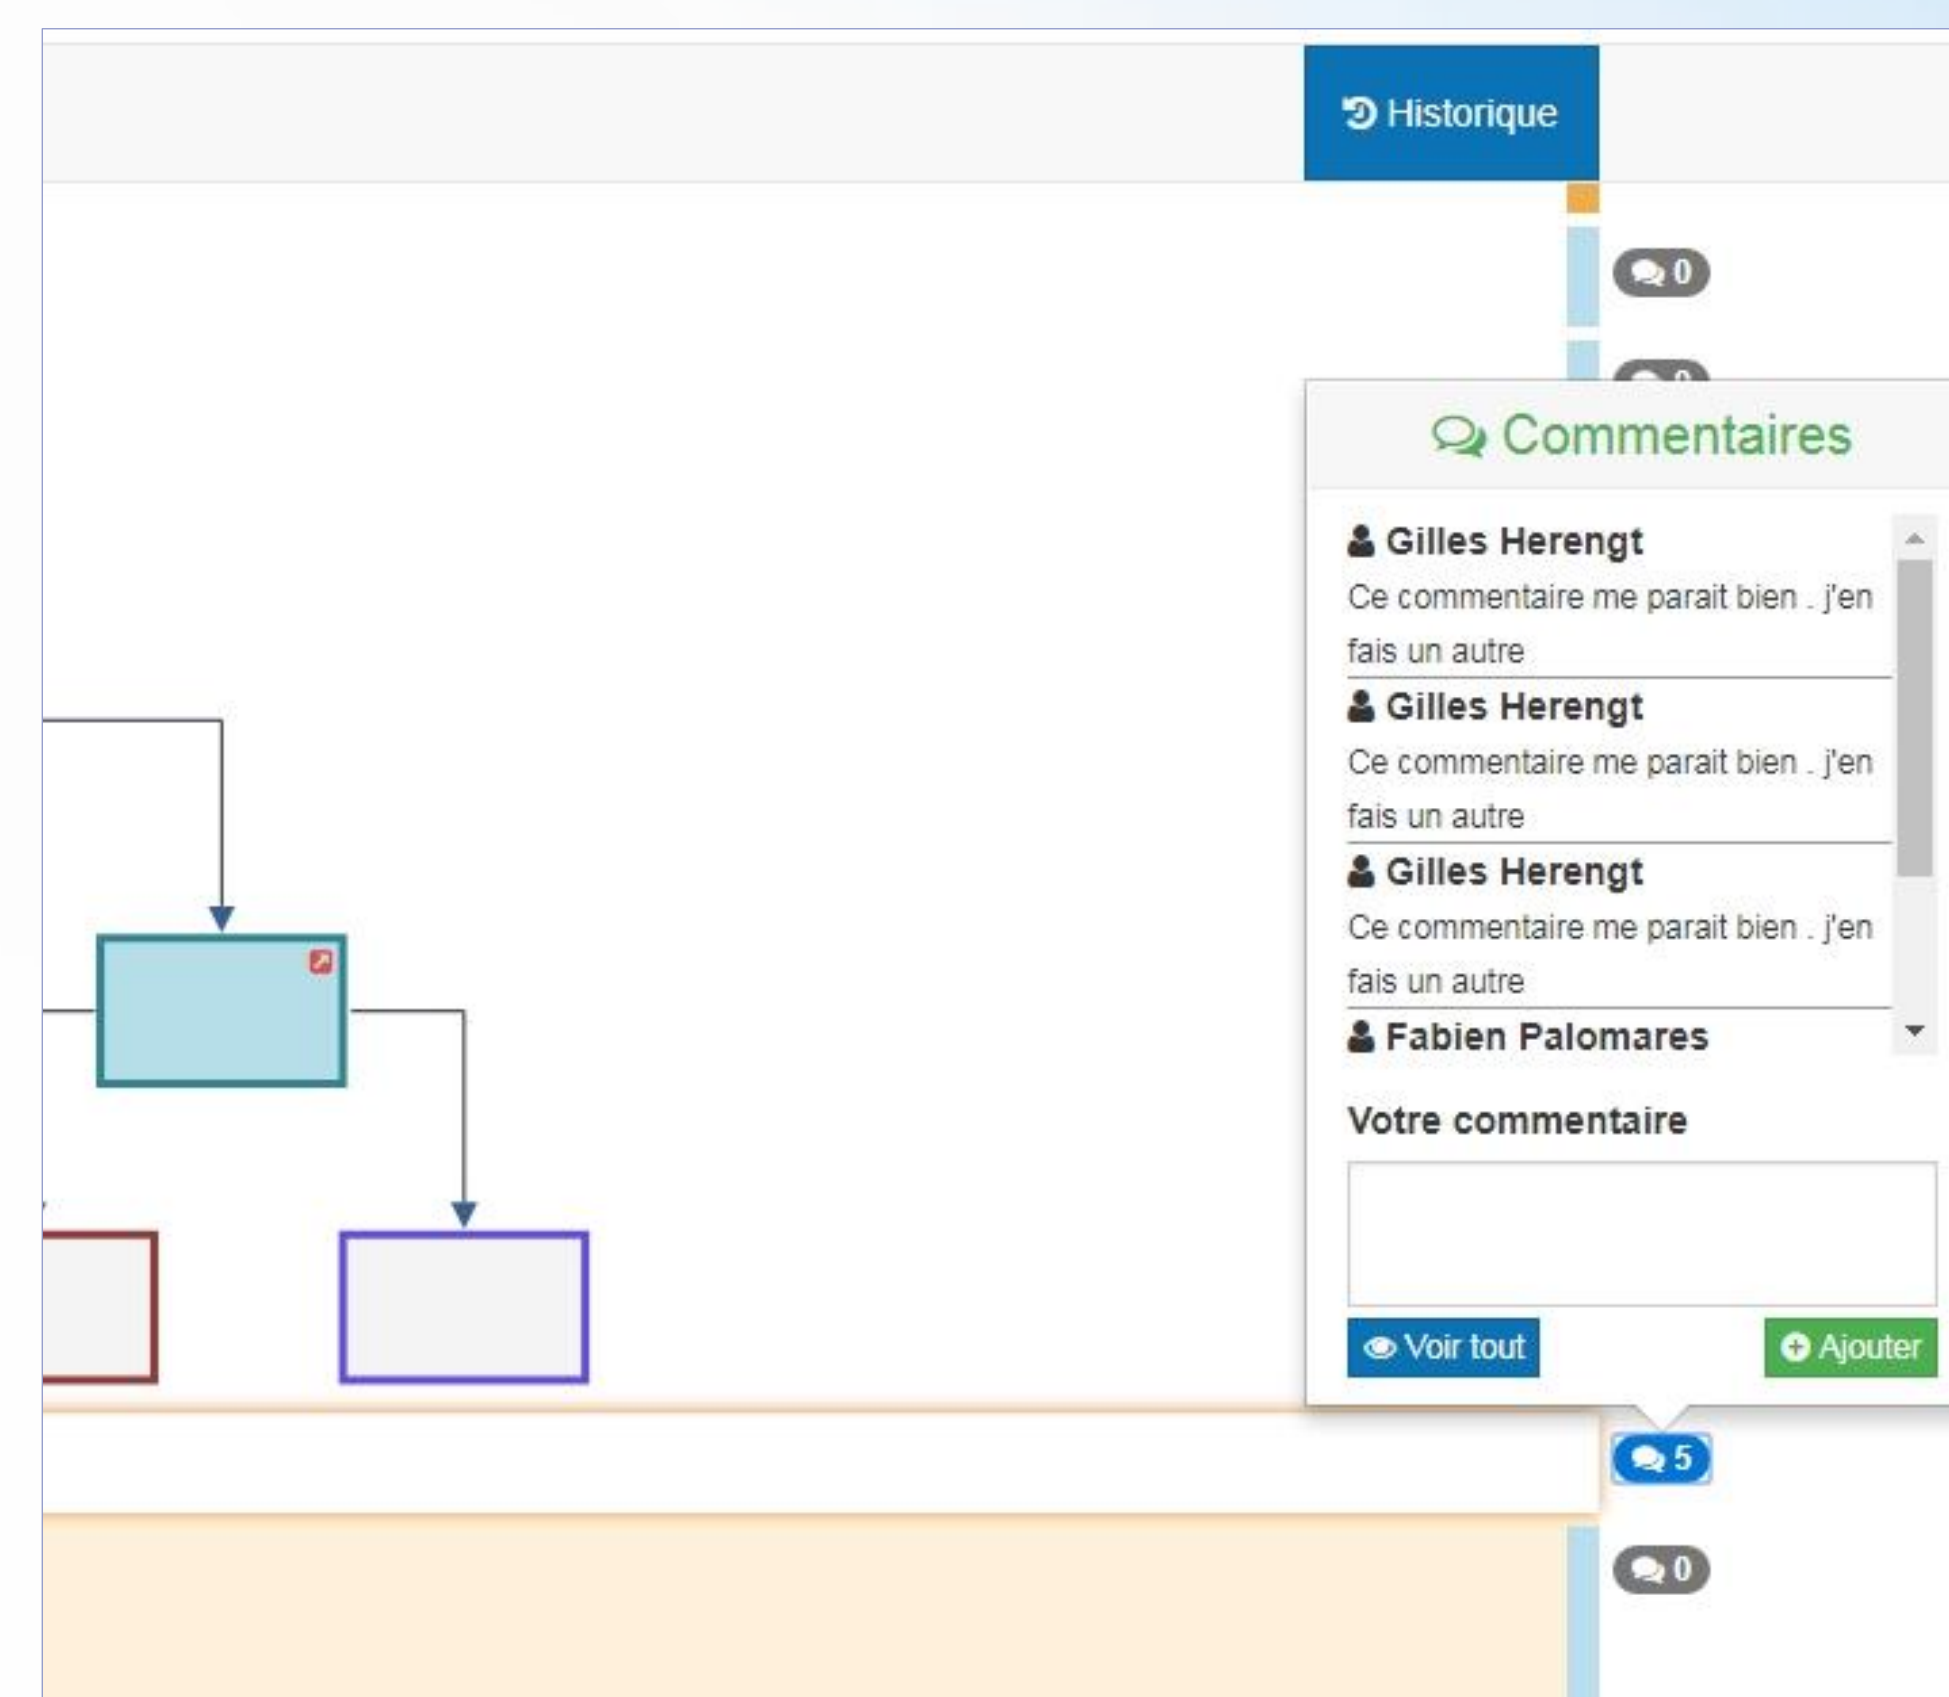 Historique
0
0
Commentaires
Gilles Herengt
Ce commentaire me parait bien . j'en
fais un autre
Gilles Herengt
Ce commentaire me parait bien . j'en
fais un autre
Gilles Herengt
Ce commentaire me parait bien . j'en
fais un autre
Fabien Palomares
Votre commentaire
Voir tout
Ajouter
5
0